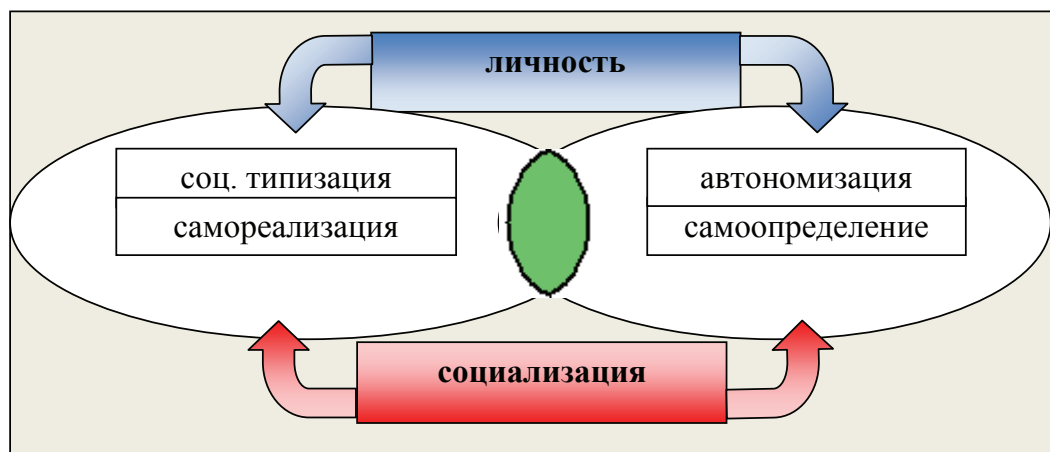 личность
соц. типизация
самореализация
автономизация
самоопределение
социализация